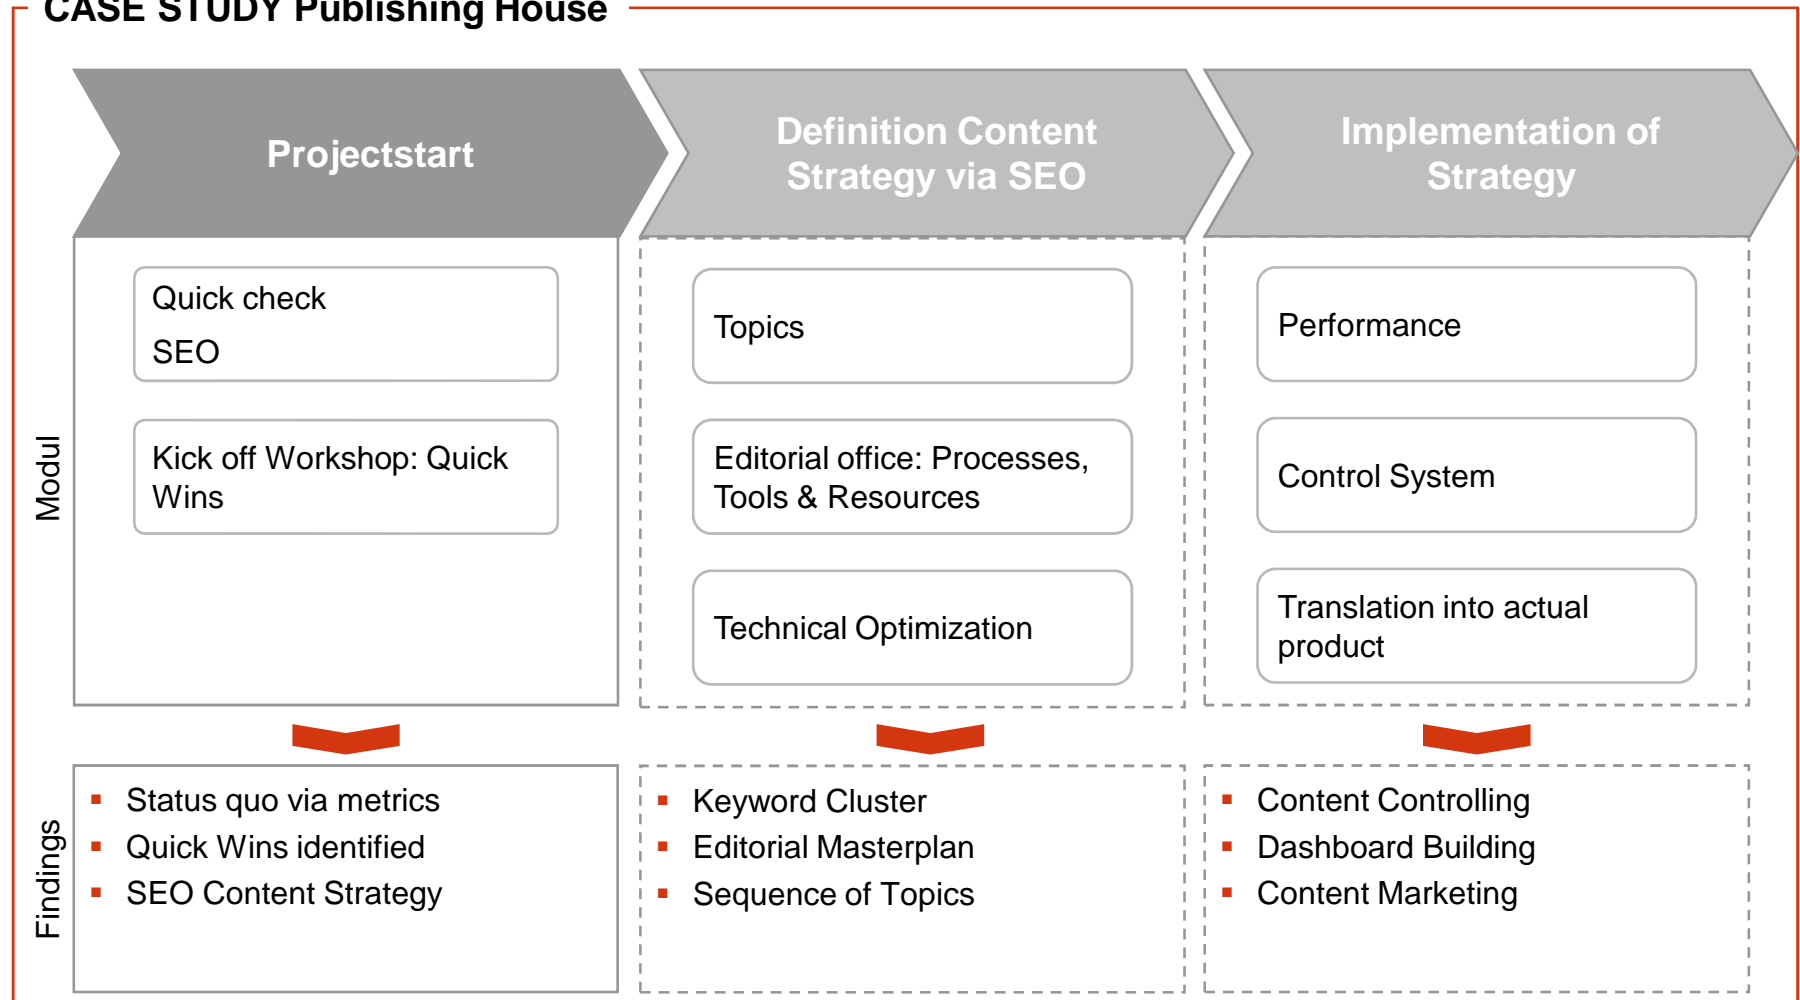 CASE STUDY Publishing House
Projectstart
Definition Content
Strategy via SEO
Implementation of
Strategy
Modul
Quick check
SEO
Kick off Workshop: Quick
Wins
Topics
Editorial office: Processes,
Tools & Resources
Technical Optimization
Performance
Control System
Translation into actual
product
Findings
Status quo via metrics
Quick Wins identified
SEO Content Strategy
Keyword Cluster
Editorial Masterplan
Sequence of Topics
Content Controlling
Dashboard Building
Content Marketing